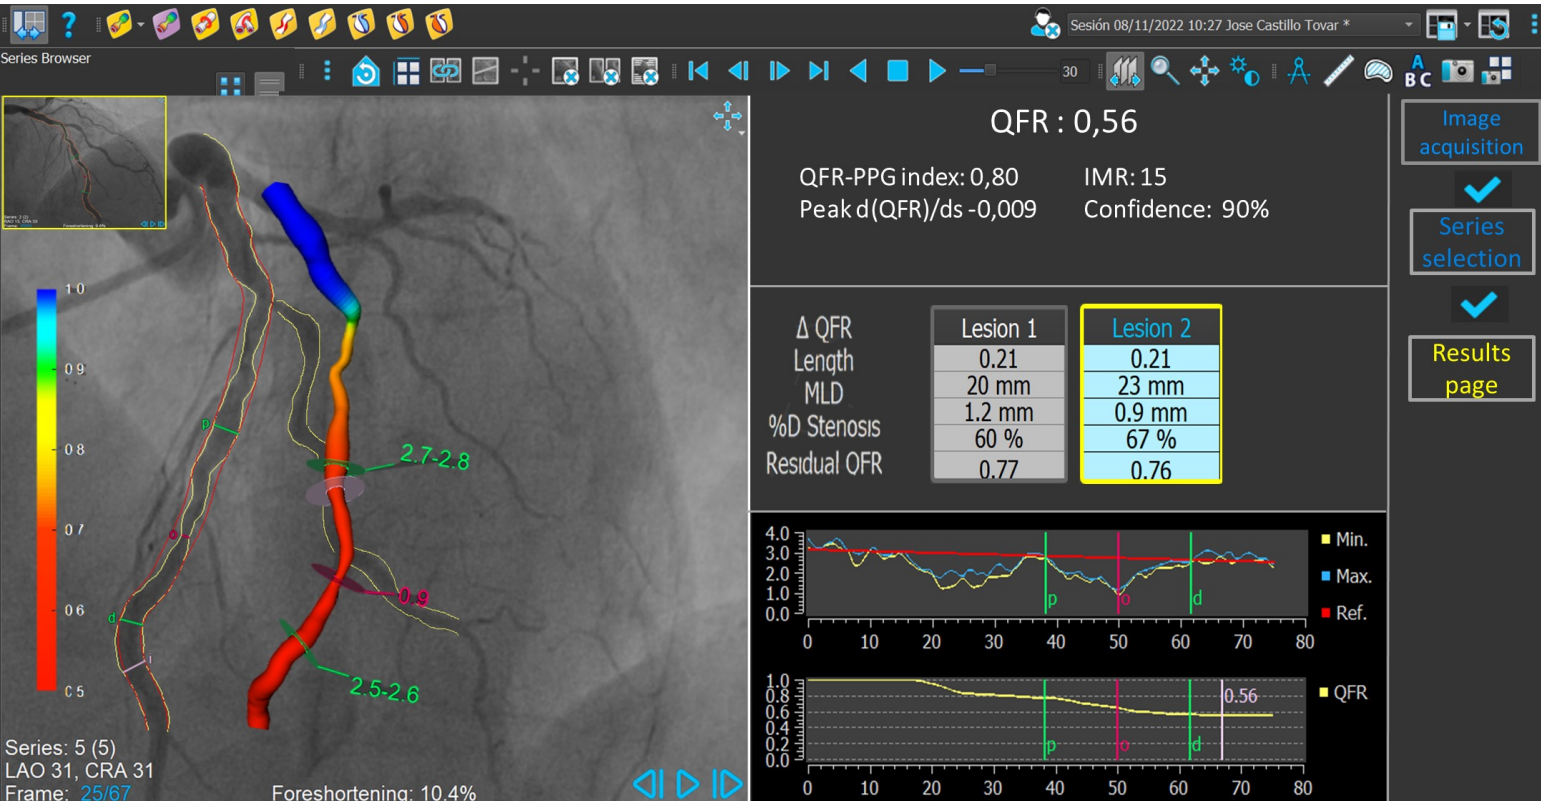 Sesión 08/11/2022 10:27 Jose Castillo Tovar *
Series Browser
30
A
B C
QFR : 0,56
QFR-PPG index: 0,80
IMR: 15
Peak d(QFR)/ds -0,009
Confidence: 90%
Image
acquisition
Series
selection
Results
page
Δ QFR
Length
MLD
%D Stenosis
Residual QFR
Lesion 1
0.21
20 mm
1.2 mm
60 %
0.77
Lesion 2
0.21
23 mm
0.9 mm
67 %
0.76
1 0
0 9
0 8
0 7
0 6
0 5
p
o
d
i
2.7-2.8
0.9
2.5-2.6
Series: 5 (5)
LAO 31, CRA 31
Frame: 25/67
Foreshortening: 10.4%
4.0
3.0
2.0
1.0
0.0
p
o
d
Min.
Max.
Ref.
0 10 20 30 40 50 60 70 80
1.0
0.8
0.6
0.4
0.2
0.0
p
o
d
0.56
QFR
0 10 20 30 40 50 60 70 80